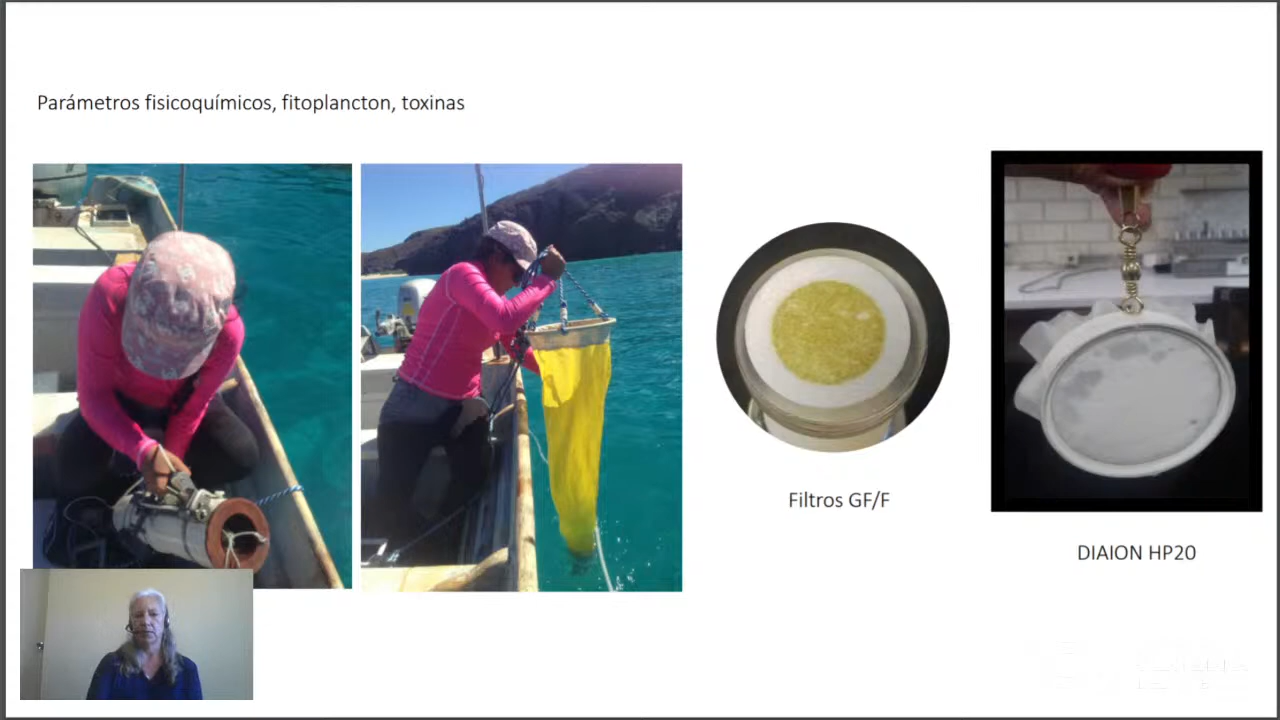 Parámetros fisicoquímicos, fitoplancton, toxinas
Filtros GF/F
DIAION HP20